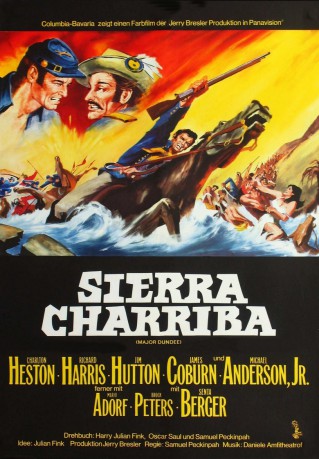 Columbia-Bavaria zeigt einen Farbfilm der Jerry Bresler Produktion in Panavision
SIERRA
CHARRIBA
(MAJOR DUNDEE)
CHARLTON HESTON · RICHARD HARRIS · JIM HUTTON · JAMES COBURN und MICHAEL ANDERSON, JR.
ferner mit MARIO ADORF · BROCK PETERS · mit SENTA BERGER
Drehbuch: Harry Julian Fink, Oscar Saul und Samuel Peckinpah
Idee: Julian Fink Produktion: Jerry Bresler Regie: Samuel Peckinpah Musik: Daniele Amfitheatrof